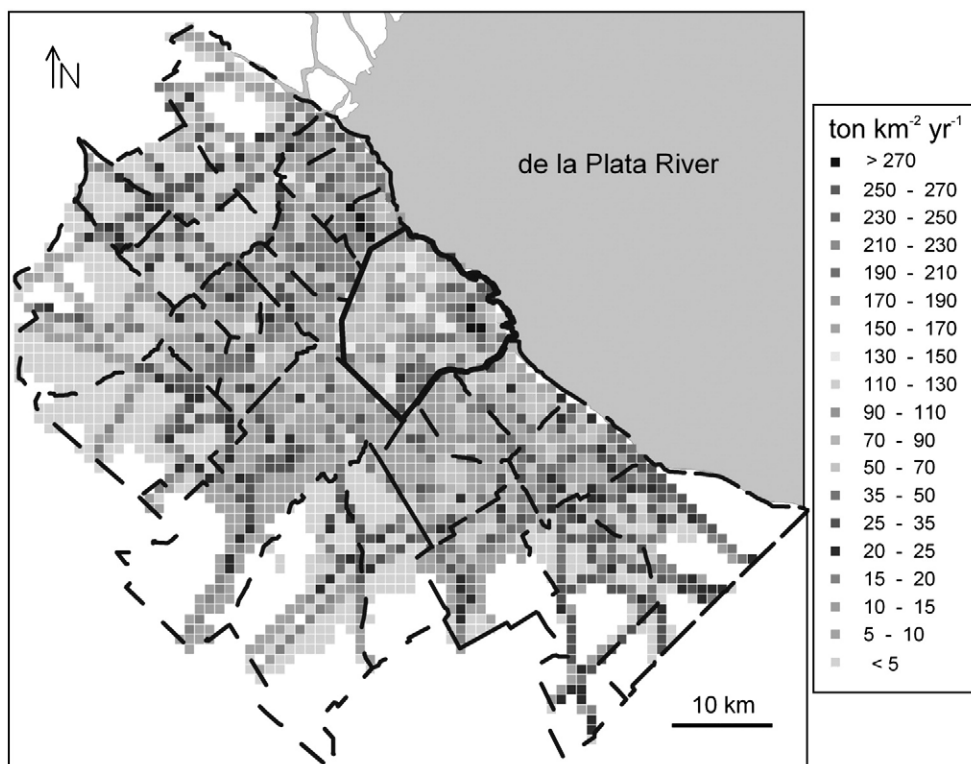 N
de la Plata River
10 km
ton km-2 yr-1
> 270
250 - 270
230 - 250
210 - 230
190 - 210
170 - 190
150 - 170
130 - 150
110 - 130
90 - 110
70 - 90
50 - 70
35 - 50
25 - 35
20 - 25
15 - 20
10 - 15
5 - 10
< 5